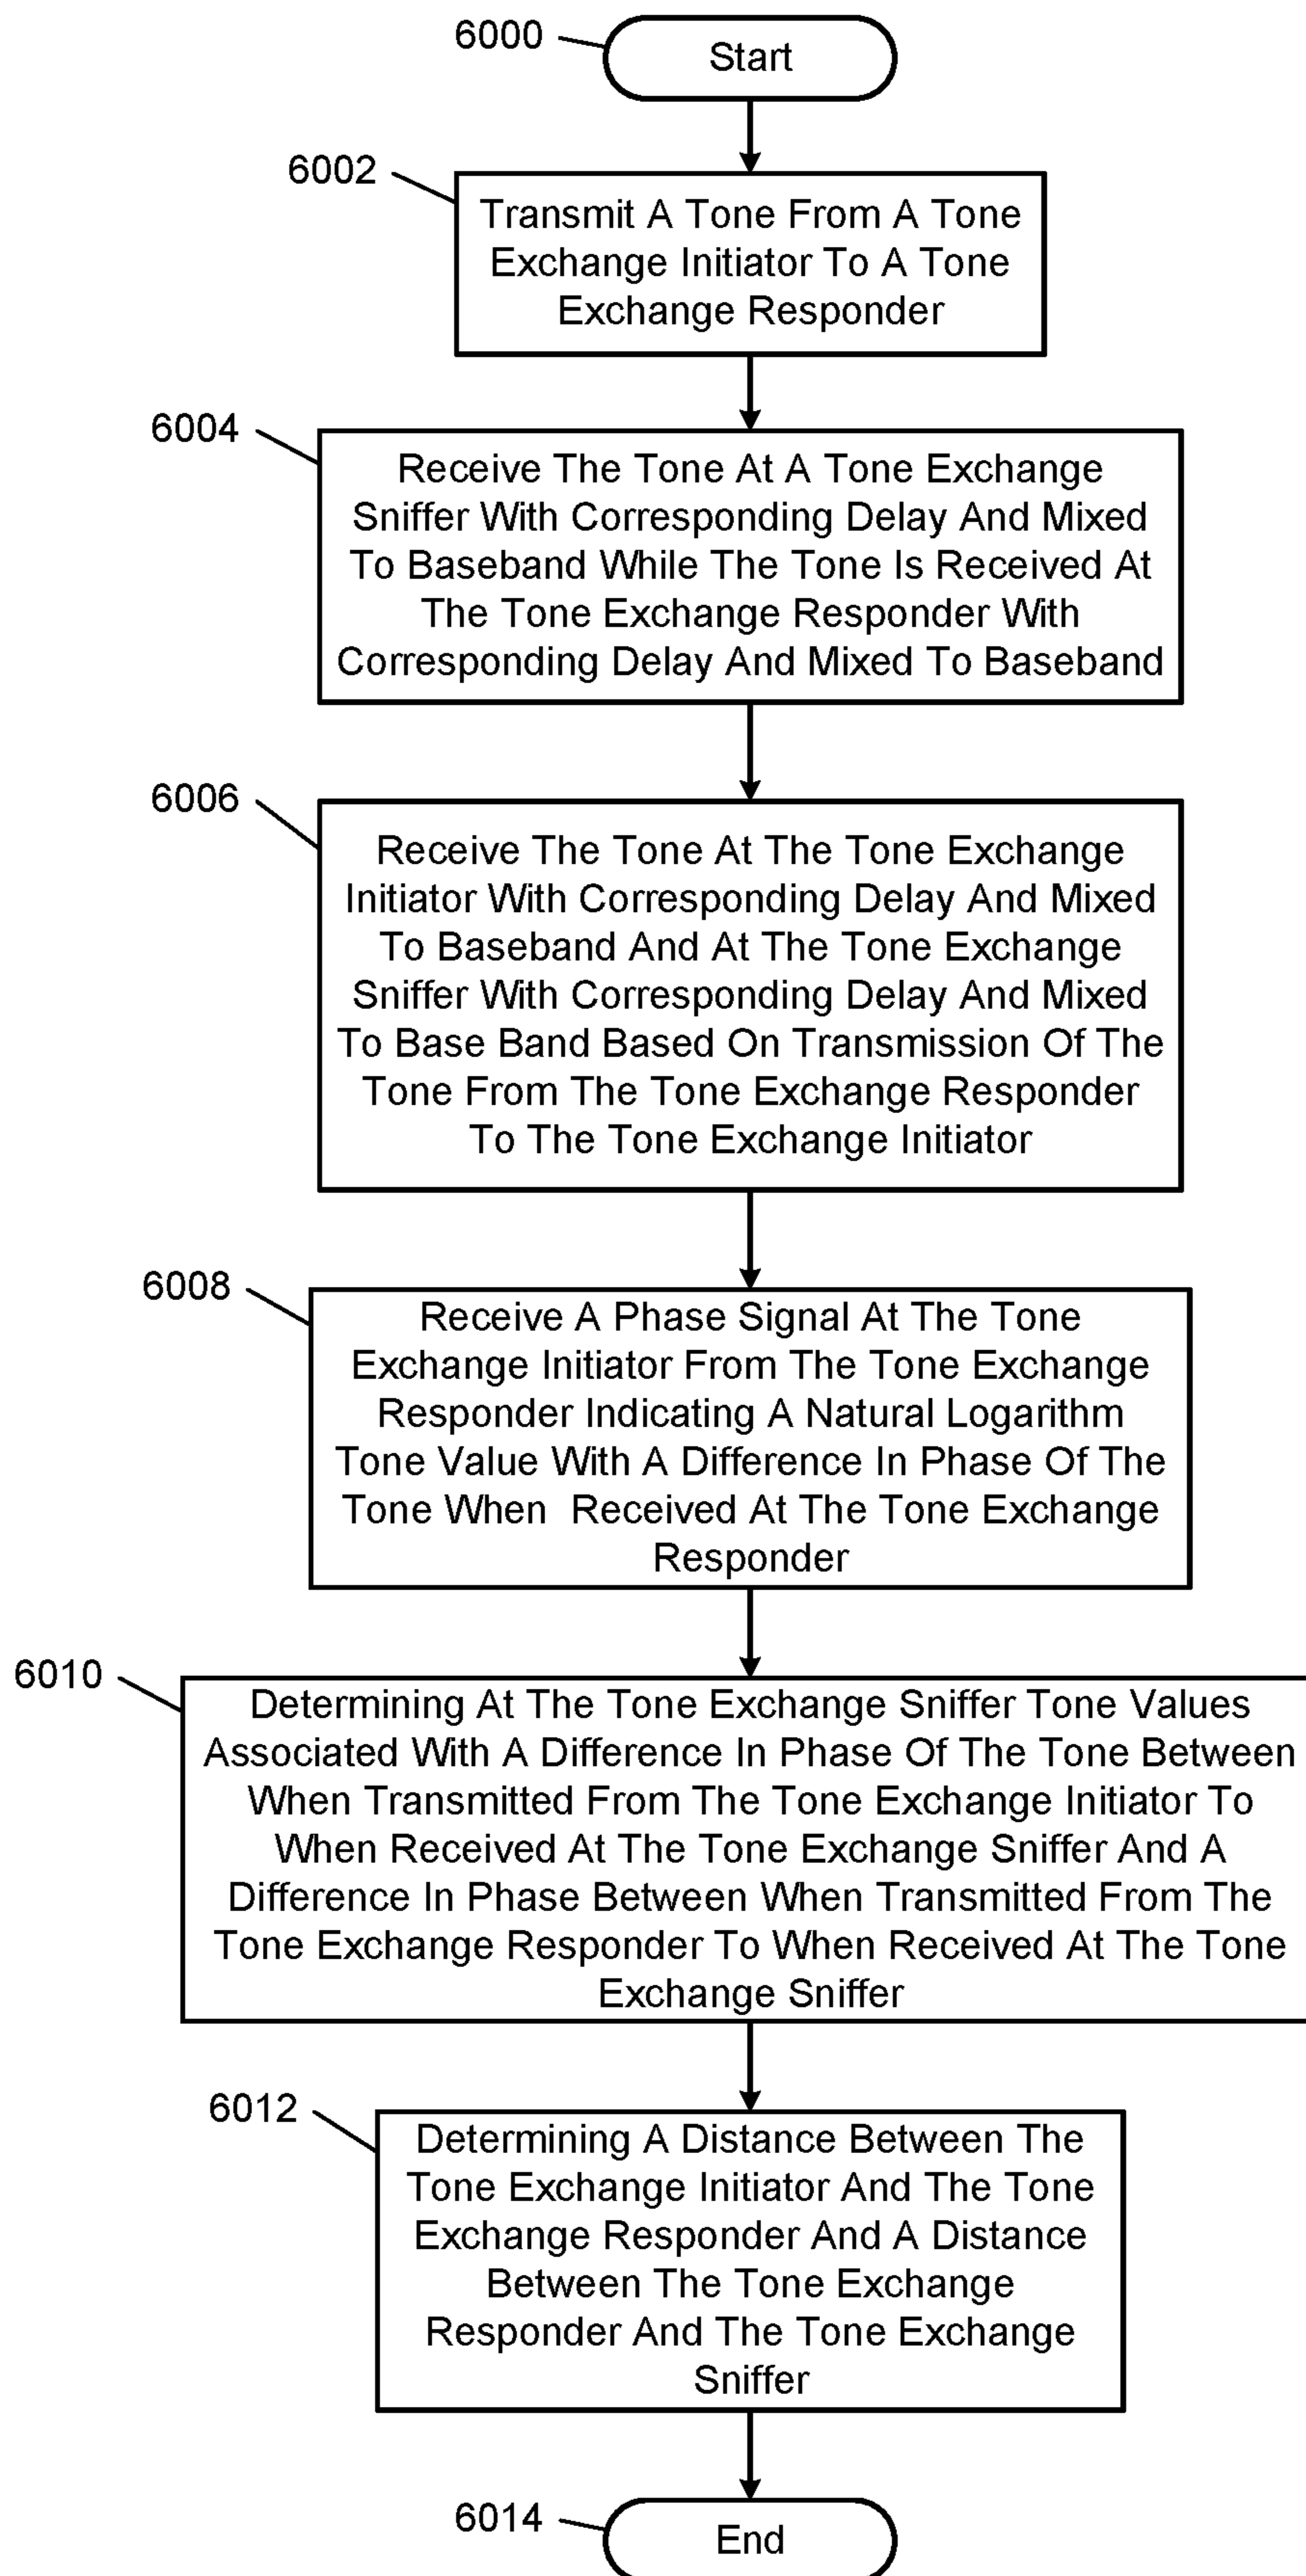 6000
Start
6002
Transmit A Tone From A Tone
Exchange Initiator To A Tone
Exchange Responder
6004
Receive The Tone At A Tone Exchange
Sniffer With Corresponding Delay And Mixed
To Baseband While The Tone Is Received At
The Tone Exchange Responder With
Corresponding Delay And Mixed To Baseband
6006
Receive The Tone At The Tone Exchange
Initiator With Corresponding Delay And Mixed
To Baseband And At The Tone Exchange
Sniffer With Corresponding Delay And Mixed
To Base Band Based On Transmission Of The
Tone From The Tone Exchange Responder
To The Tone Exchange Initiator
6008
Receive A Phase Signal At The Tone
Exchange Initiator From The Tone Exchange
Responder Indicating A Natural Logarithm
Tone Value With A Difference In Phase Of The
Tone When Received At The Tone Exchange
Responder
6010
Determining At The Tone Exchange Sniffer Tone Values
Associated With A Difference In Phase Of The Tone Between
When Transmitted From The Tone Exchange Initiator To
When Received At The Tone Exchange Sniffer And A
Difference In Phase Between When Transmitted From The
Tone Exchange Responder To When Received At The Tone
Exchange Sniffer
6012
Determining A Distance Between The
Tone Exchange Initiator And The Tone
Exchange Responder And A Distance
Between The Tone Exchange
Responder And The Tone Exchange
Sniffer
6014
End